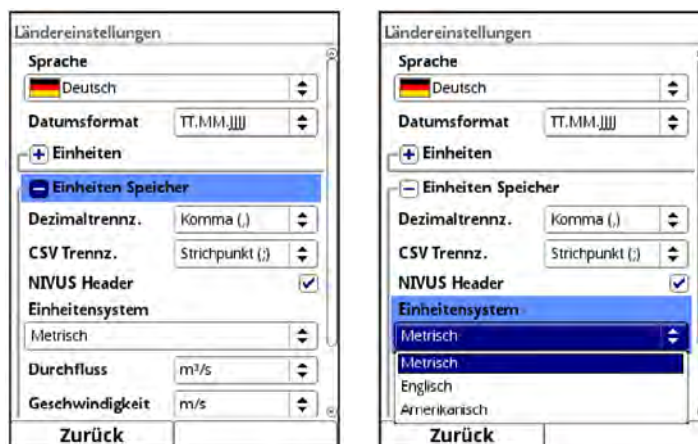 Ländereinstellungen
Sprache
Deutsch
Datumsformat TT.MM.JJJJ
Einheiten
Einheiten Speicher
Dezimaltrennz. Komma (,)
CSV Trennz. Strichpunkt (;)
NIVUS Header
Einheitensystem
Metrisch
Durchfluss m³/s
Geschwindigkeit m/s
Zurück
Ländereinstellungen
Sprache
Deutsch
Datumsformat TT.MM.JJJJ
Einheiten
Einheiten Speicher
Dezimaltrennz. Komma (,)
CSV Trennz. Strichpunkt (;)
NIVUS Header
Einheitensystem
Metrisch
Metrisch
Englisch
Amerikanisch
Zurück